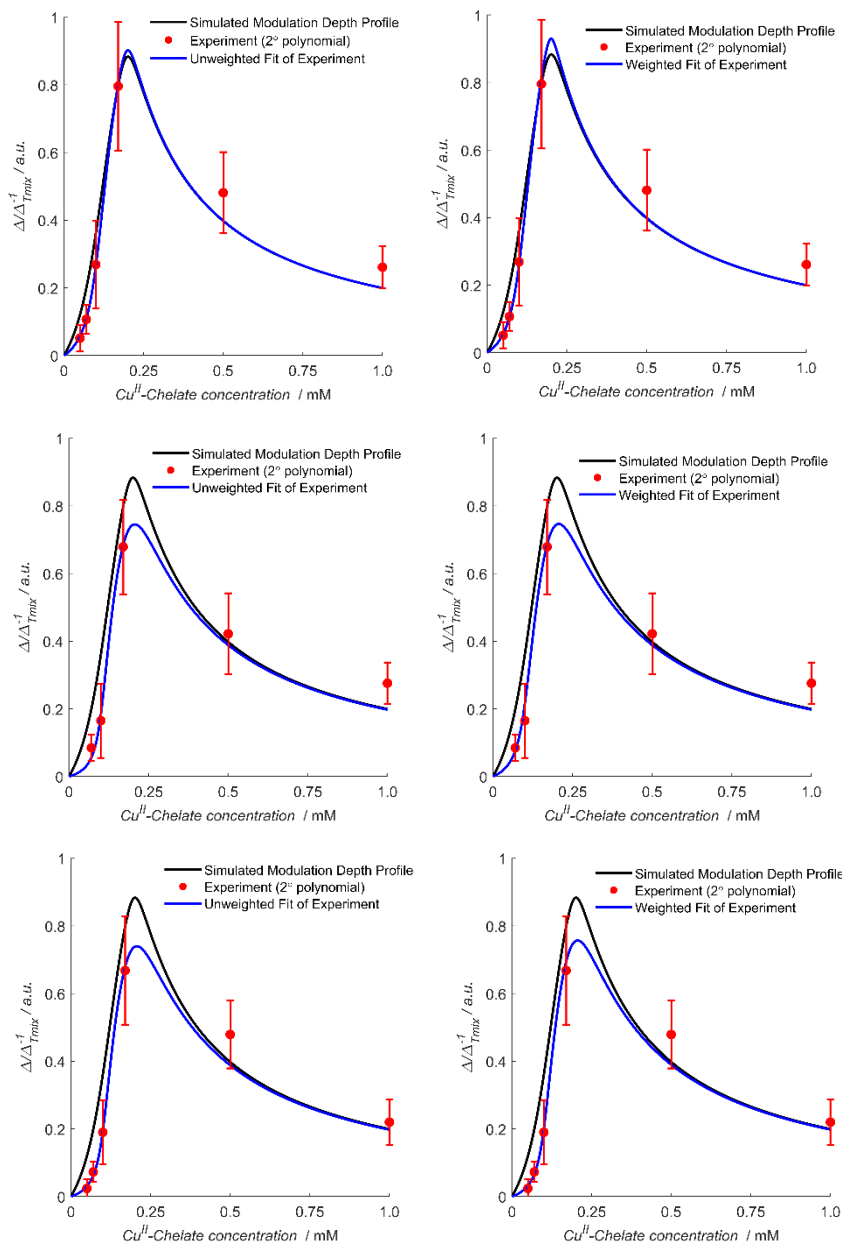 Simulated Modulation Depth Profile
Experiment (2° polynomial)
Unweighted Fit of Experiment
1
0.8
0.6
0.4
0.2
0
Δ/Δ⁻¹Tmix / a.u.
0 0.25 0.5 0.75 1.0
Cuᴵᴵ-Chelate concentration / mM
Simulated Modulation Depth Profile
Experiment (2° polynomial)
Weighted Fit of Experiment
1
0.8
0.6
0.4
0.2
0
Δ/Δ⁻¹Tmix / a.u.
0 0.25 0.5 0.75 1.0
Cuᴵᴵ-Chelate concentration / mM
Simulated Modulation Depth Profile
Experiment (2° polynomial)
Unweighted Fit of Experiment
1
0.8
0.6
0.4
0.2
0
Δ/Δ⁻¹Tmix / a.u.
0 0.25 0.5 0.75 1.0
Cuᴵᴵ-Chelate concentration / mM
Simulated Modulation Depth Profile
Experiment (2° polynomial)
Weighted Fit of Experiment
1
0.8
0.6
0.4
0.2
0
Δ/Δ⁻¹Tmix / a.u.
0 0.25 0.5 0.75 1.0
Cuᴵᴵ-Chelate concentration / mM
Simulated Modulation Depth Profile
Experiment (2° polynomial)
Unweighted Fit of Experiment
1
0.8
0.6
0.4
0.2
0
Δ/Δ⁻¹Tmix / a.u.
0 0.25 0.5 0.75 1.0
Cuᴵᴵ-Chelate concentration / mM
Simulated Modulation Depth Profile
Experiment (2° polynomial)
Weighted Fit of Experiment
1
0.8
0.6
0.4
0.2
0
Δ/Δ⁻¹Tmix / a.u.
0 0.25 0.5 0.75 1.0
Cuᴵᴵ-Chelate concentration / mM